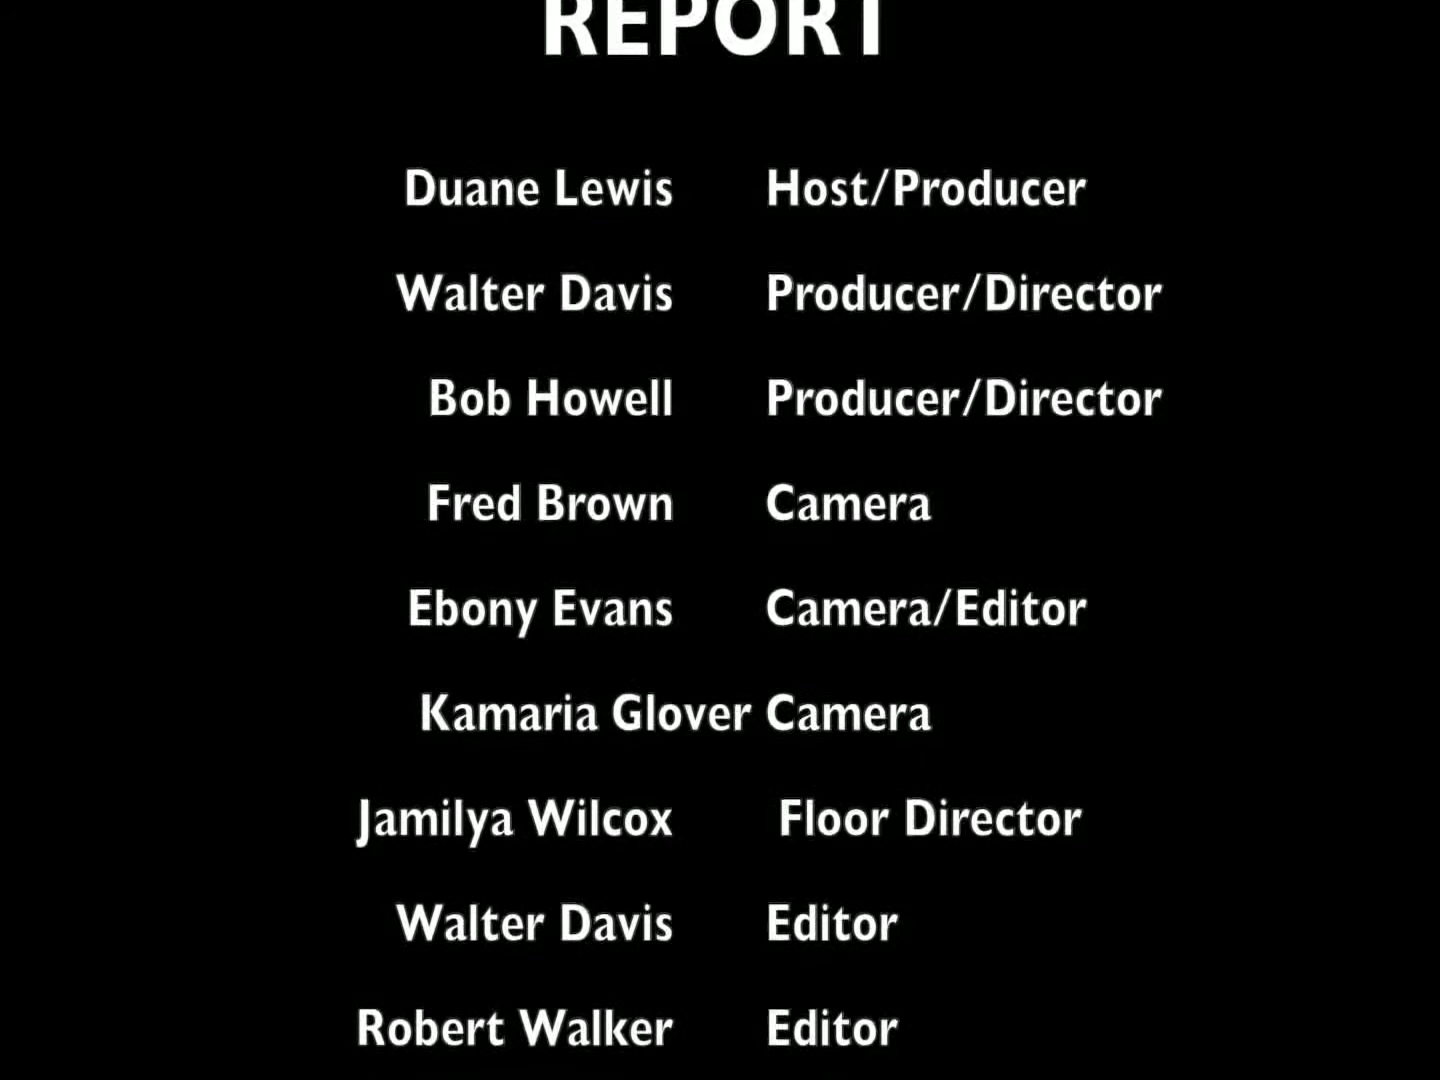 REPORT
Duane Lewis Host/Producer
Walter Davis Producer/Director
Bob Howell Producer/Director
Fred Brown Camera
Ebony Evans Camera/Editor
Kamaria Glover Camera
Jamilya Wilcox Floor Director
Walter Davis Editor
Robert Walker Editor